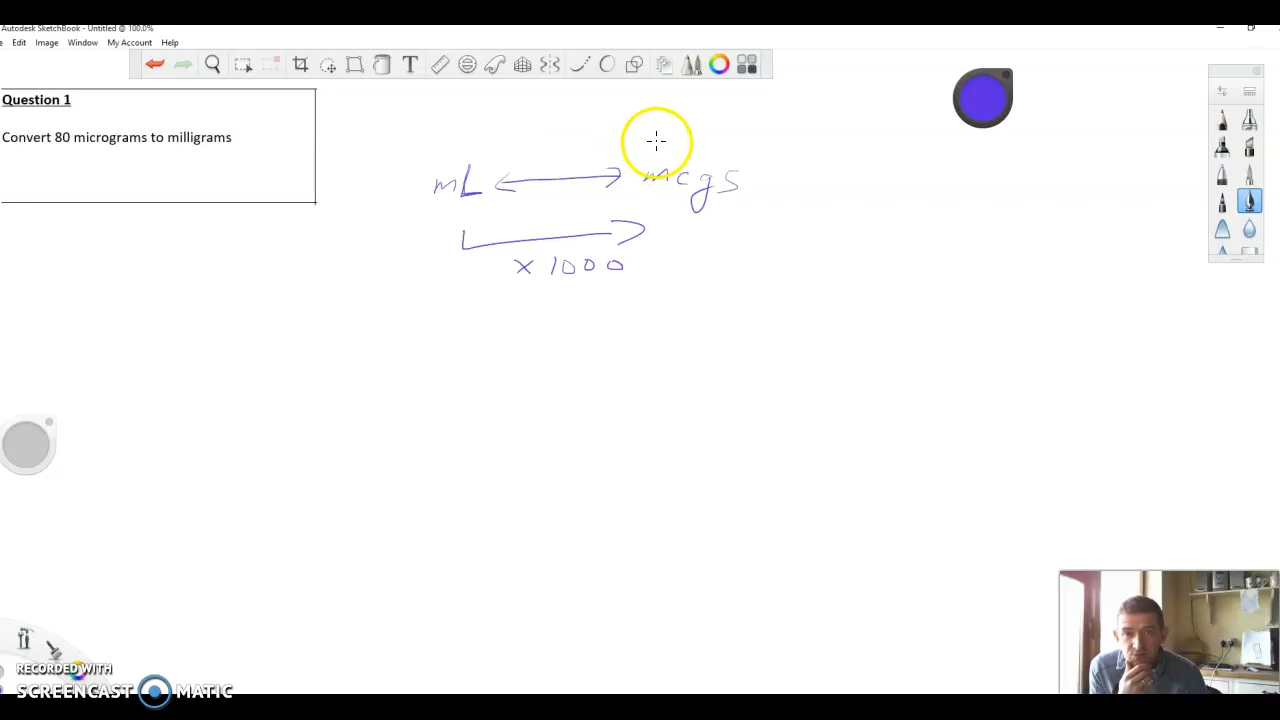 Autodesk SketchBook - Untitled @ 100.0%
Edit Image Window My Account Help
T
Question 1
Convert 80 micrograms to milligrams
mL ⟷ mcgs
x 1000
RECORDED WITH
SCREENCAST MATIC